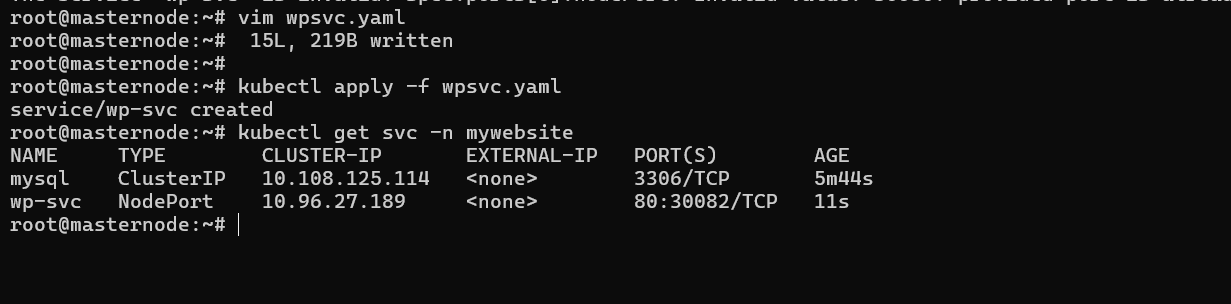 root@masternode:~# vim wpsvc.yaml
root@masternode:~#  15L, 219B written
root@masternode:~#
root@masternode:~# kubectl apply -f wpsvc.yaml
service/wp-svc created
root@masternode:~# kubectl get svc -n mywebsite
NAME     TYPE        CLUSTER-IP       EXTERNAL-IP   PORT(S)        AGE
mysql    ClusterIP   10.108.125.114   <none>        3306/TCP       5m44s
wp-svc   NodePort    10.96.27.189     <none>        80:30082/TCP   11s
root@masternode:~#